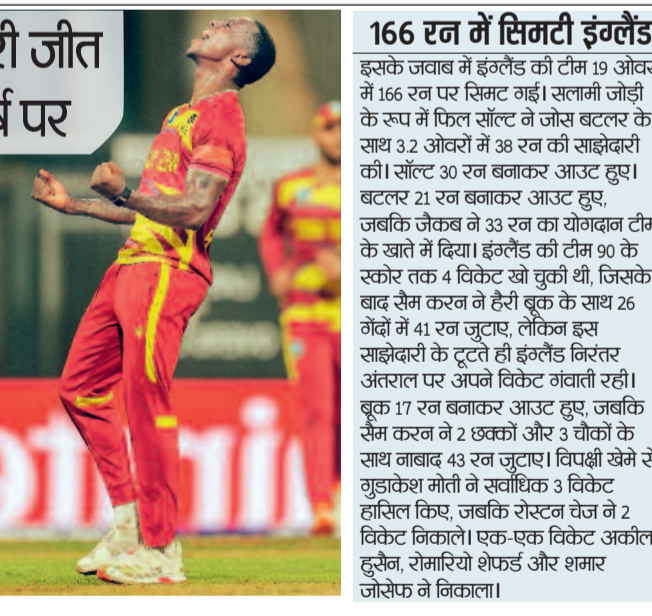 री जीत
र्ष पर
166 रन में सिमटी इंग्लैंड
इसके जवाब में इंग्लैंड की टीम 19 ओवर
में 166 रन पर सिमट गई। सलामी जोड़ी
के रूप में फिल सॉल्ट ने जोस बटलर के
साथ 3.2 ओवरों में 38 रन की साझेदारी
की। सॉल्ट 30 रन बनाकर आउट हुए।
बटलर 21 रन बनाकर आउट हुए,
जबकि जैकब ने 33 रन का योगदान टीम
के खाते में दिया। इंग्लैंड की टीम 90 के
स्कोर तक 4 विकेट खो चुकी थी, जिसके
बाद सैम करन ने हैरी ब्रूक के साथ 26
गेंदों में 41 रन जुटाए, लेकिन इस
साझेदारी के टूटते ही इंग्लैंड निरंतर
अंतराल पर अपने विकेट गंवाती रही।
ब्रूक 17 रन बनाकर आउट हुए, जबकि
सैम करन ने 2 छक्कों और 3 चौकों के
साथ नाबाद 43 रन जुटाए। विपक्षी खेमे से
गुडाकेश मोती ने सर्वाधिक 3 विकेट
हासिल किए, जबकि रोस्टन चेज ने 2
विकेट निकाले। एक-एक विकेट अकील
हुसैन, रोमारियो शेफर्ड और शमार
जोसेफ ने निकाला।